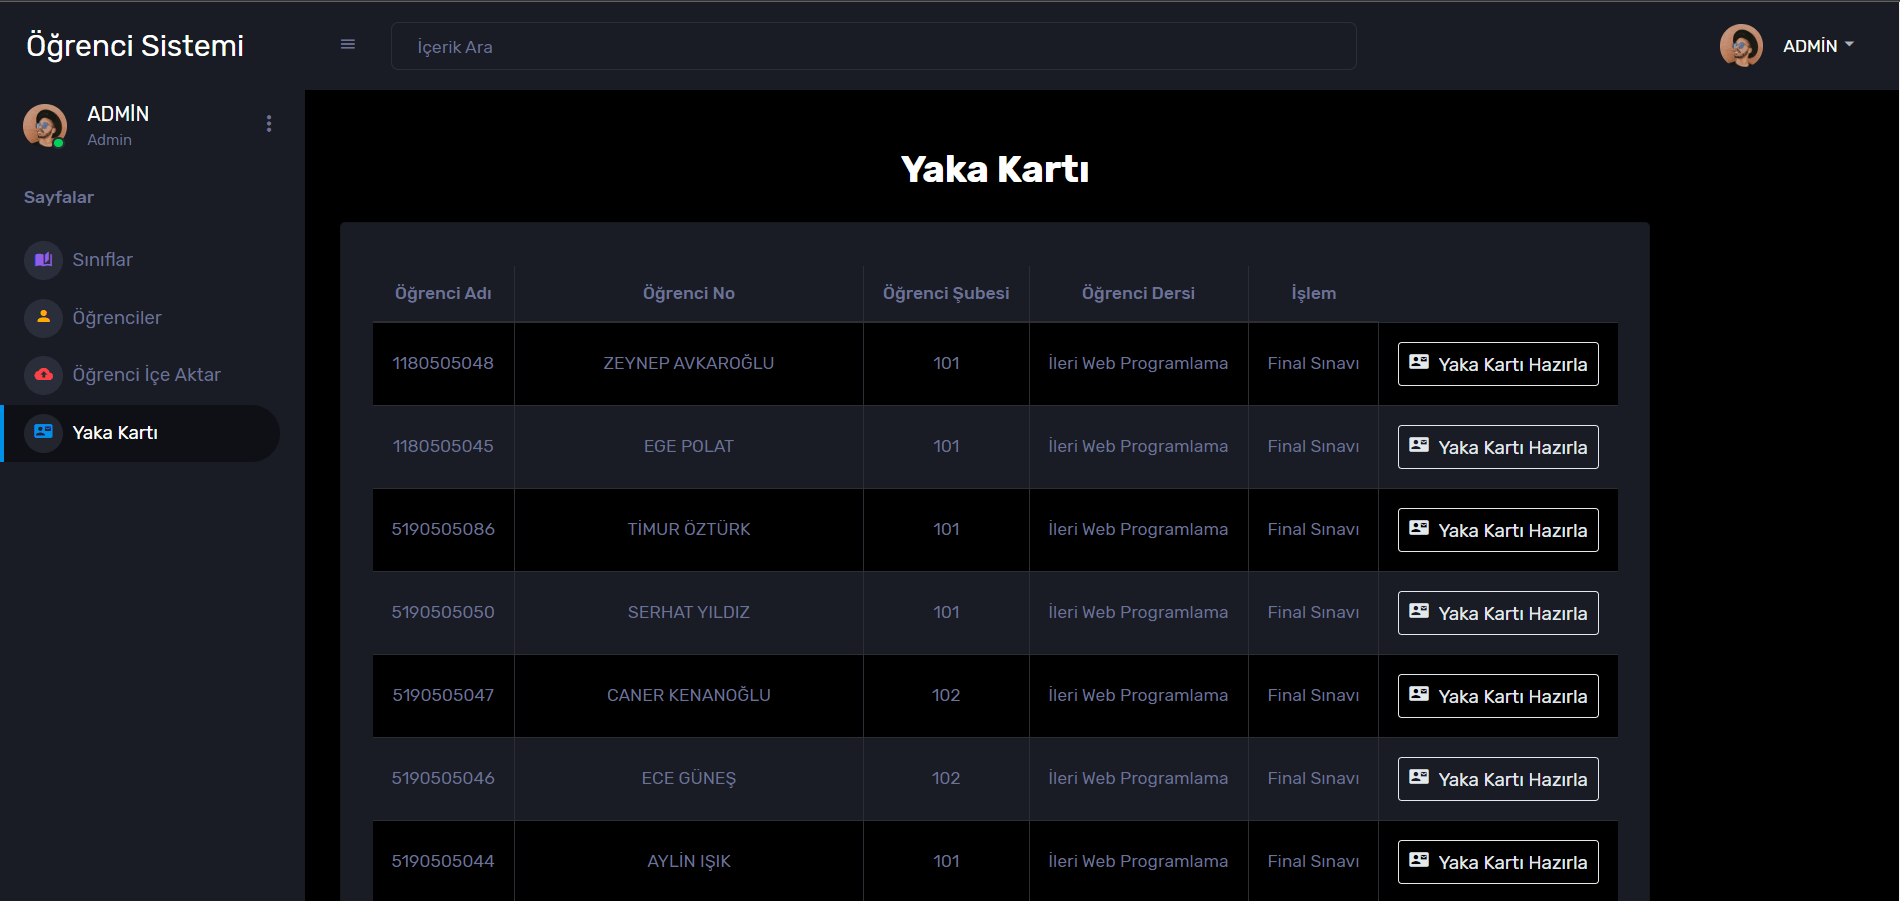 Öğrenci Sistemi
İçerik Ara
ADMİN
ADMİN
Admin
Sayfalar
Sınıflar
Öğrenciler
Öğrenci İçe Aktar
Yaka Kartı
Yaka Kartı
Öğrenci Adı Öğrenci No Öğrenci Şubesi Öğrenci Dersi İşlem
1180505048 ZEYNEP AVKAROĞLU 101 İleri Web Programlama Final Sınavı Yaka Kartı Hazırla
1180505045 EGE POLAT 101 İleri Web Programlama Final Sınavı Yaka Kartı Hazırla
5190505086 TİMUR ÖZTÜRK 101 İleri Web Programlama Final Sınavı Yaka Kartı Hazırla
5190505050 SERHAT YILDIZ 101 İleri Web Programlama Final Sınavı Yaka Kartı Hazırla
5190505047 CANER KENANOĞLU 102 İleri Web Programlama Final Sınavı Yaka Kartı Hazırla
5190505046 ECE GÜNEŞ 102 İleri Web Programlama Final Sınavı Yaka Kartı Hazırla
5190505044 AYLİN IŞIK 101 İleri Web Programlama Final Sınavı Yaka Kartı Hazırla